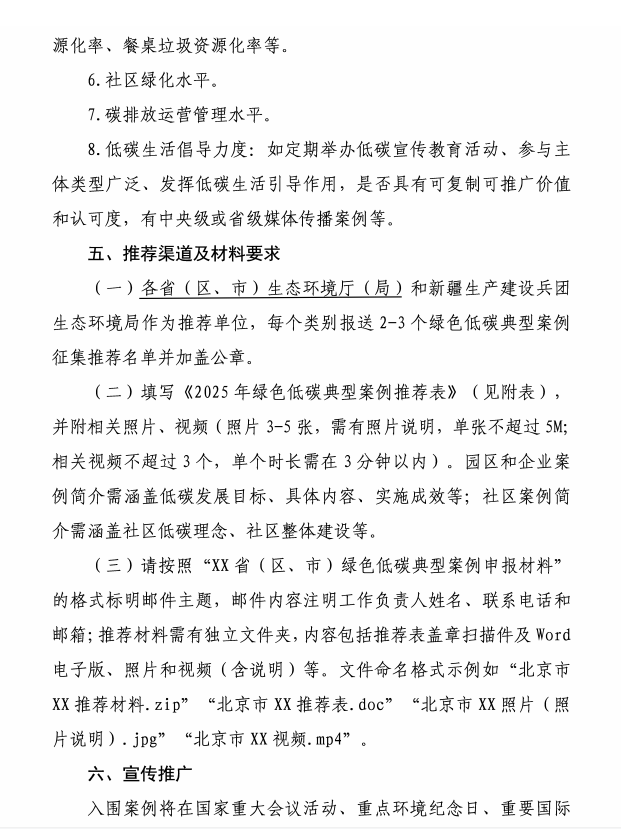 源化率、餐桌垃圾资源化率等。
6.社区绿化水平。
7.碳排放运营管理水平。
8.低碳生活倡导力度：如定期举办低碳宣传教育活动、参与主
体类型广泛、发挥低碳生活引导作用，是否具有可复制可推广价值
和认可度，有中央级或省级媒体传播案例等。
五、推荐渠道及材料要求
（一）各省（区、市）生态环境厅（局）和新疆生产建设兵团
生态环境局作为推荐单位，每个类别报送2-3个绿色低碳典型案例
征集推荐名单并加盖公章。
（二）填写《2025年绿色低碳典型案例推荐表》（见附表），
并附相关照片、视频（照片3-5张，需有照片说明，单张不超过5M;
相关视频不超过3个，单个时长需在3分钟以内）。园区和企业案
例简介需涵盖低碳发展目标、具体内容、实施成效等；社区案例简
介需涵盖社区低碳理念、社区整体建设等。
（三）请按照“XX省（区、市）绿色低碳典型案例申报材料”
的格式标明邮件主题，邮件内容注明工作负责人姓名、联系电话和
邮箱；推荐材料需有独立文件夹，内容包括推荐表盖章扫描件及Word
电子版、照片和视频（含说明）等。文件命名格式示例如“北京市
XX推荐材料.zip”“北京市XX推荐表.doc”“北京市XX照片（照
片说明）.jpg”“北京市XX视频.mp4”。
六、宣传推广
入围案例将在国家重大会议活动、重点环境纪念日、重要国际